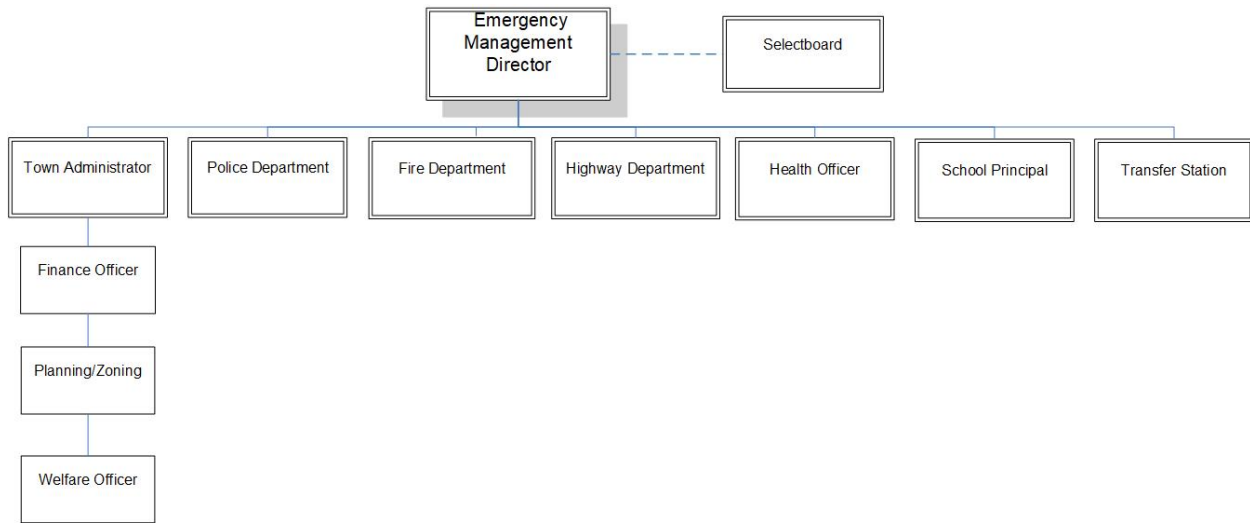 Emergency
Management
Director
Selectboard
Town Administrator
Police Department
Fire Department
Highway Department
Health Officer
School Principal
Transfer Station
Finance Officer
Planning/Zoning
Welfare Officer